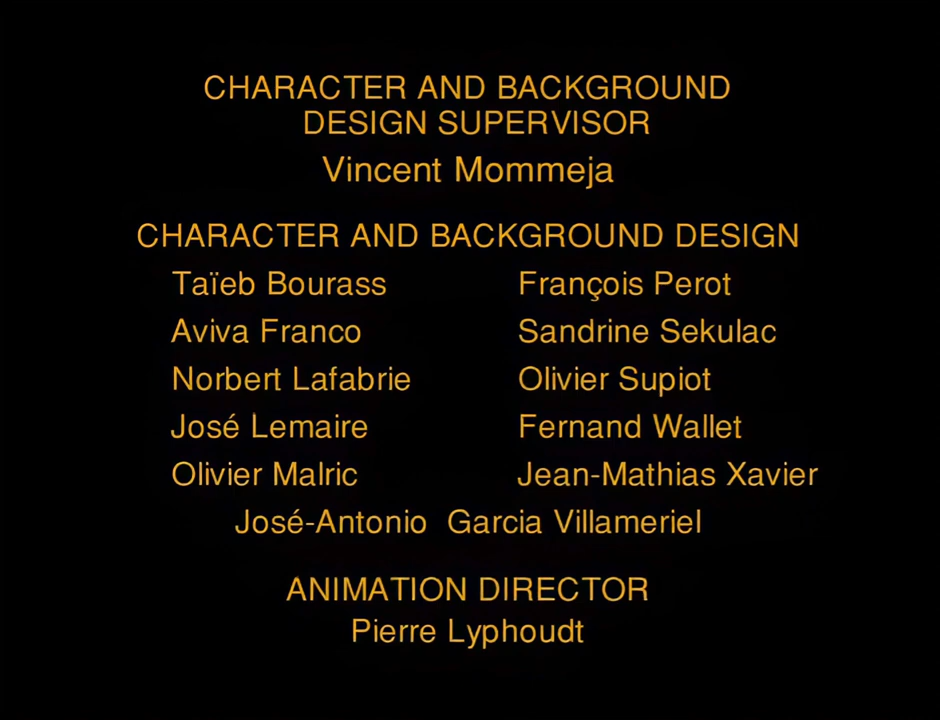 CHARACTER AND BACKGROUND
DESIGN SUPERVISOR
Vincent Mommeja
CHARACTER AND BACKGROUND DESIGN
Taïeb Bourass François Perot
Aviva Franco Sandrine Sekulac
Norbert Lafabrie Olivier Supiot
José Lemaire Fernand Wallet
Olivier Malric Jean-Mathias Xavier
José-Antonio Garcia Villameriel
ANIMATION DIRECTOR
Pierre Lyphoudt